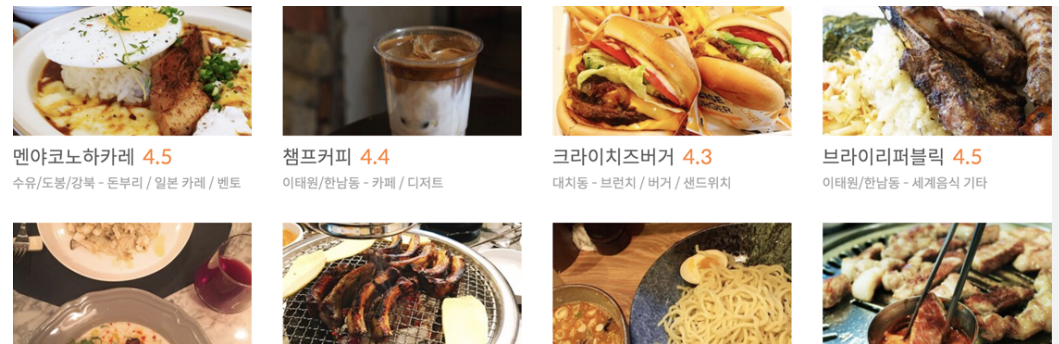 멘야코노하카레 4.5
수유/도봉/강북 - 돈부리 / 일본 카레 / 벤토
챔프커피 4.4
이태원/한남동 - 카페 / 디저트
크라이치즈버거 4.3
대치동 - 브런치 / 버거 / 샌드위치
브라이리퍼블릭 4.5
이태원/한남동 - 세계음식 기타